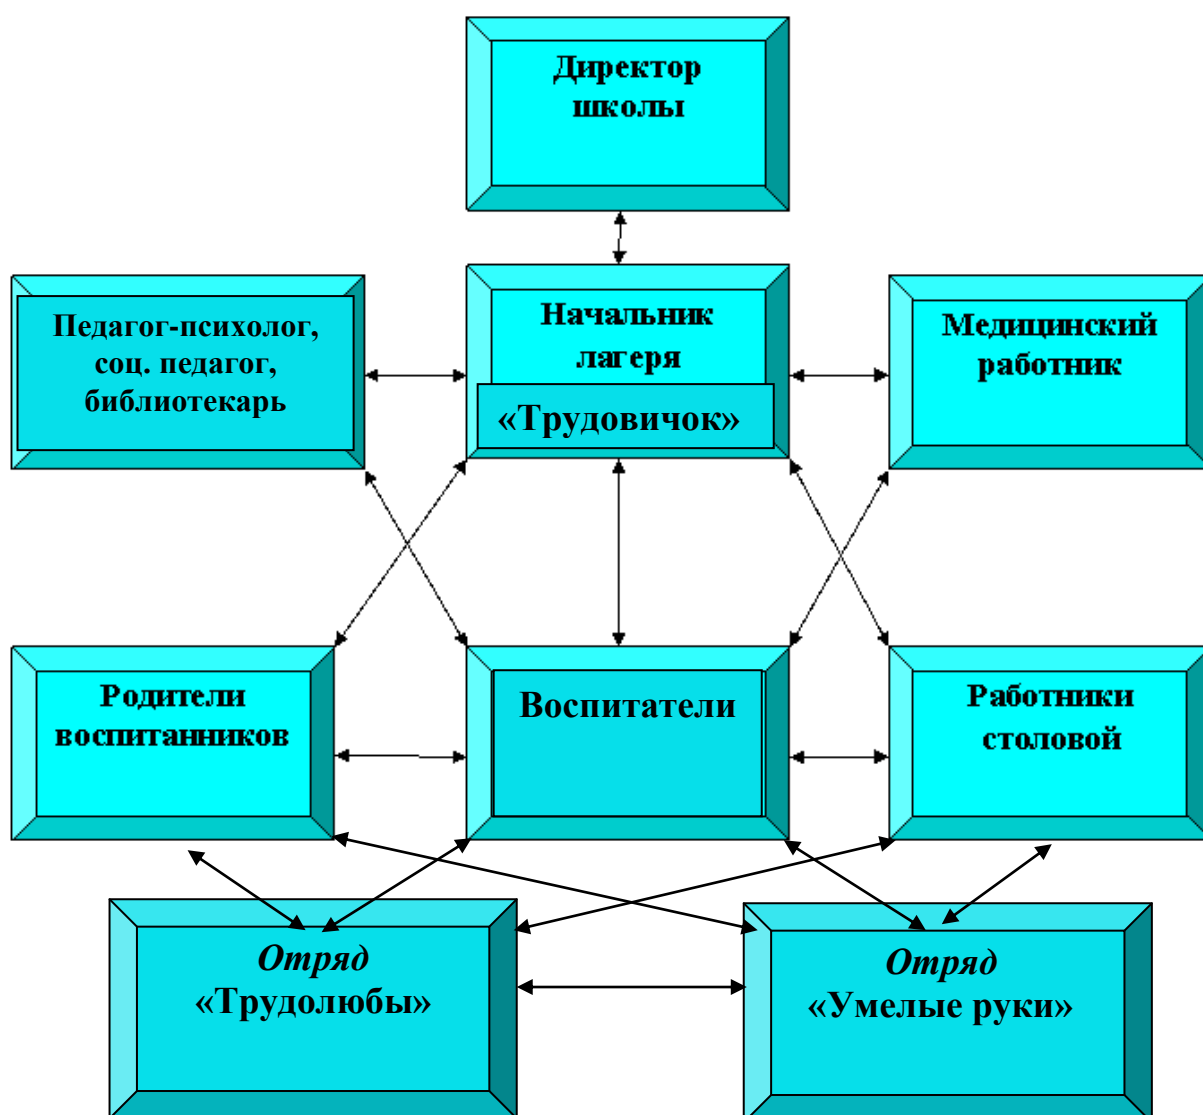 Директор
школы
Педагог-психолог,
соц. педагог,
библиотекарь
Начальник
лагеря
«Трудовичок»
Медицинский
работник
Родители
воспитанников
Воспитатели
Работники
столовой
Отряд
«Трудолюбы»
Отряд
«Умелые руки»